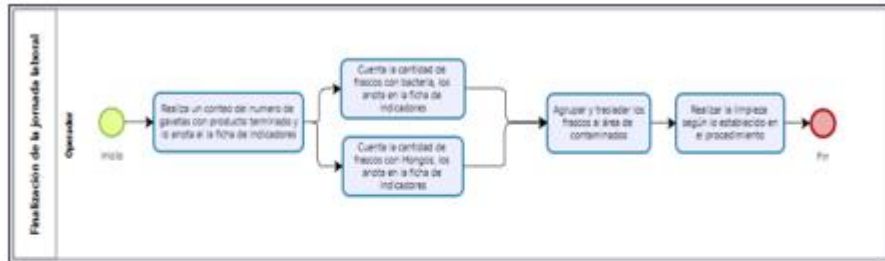 Finalización de la jornada laboral
Operador
Inicio
Realiza un conteo del numero de
gavetas con producto terminado y
lo anota el la ficha de indicadores
Cuenta la cantidad de
frascos con bacteria, los
anota en la ficha de
indicadores
Cuenta la cantidad de
frascos con Hongos, los
anota en la ficha de
indicadores
Agrupar y trasladar los
frascos al área de
contaminados
Realizar la limpieza
según lo establecido en
el procedimiento
Fin